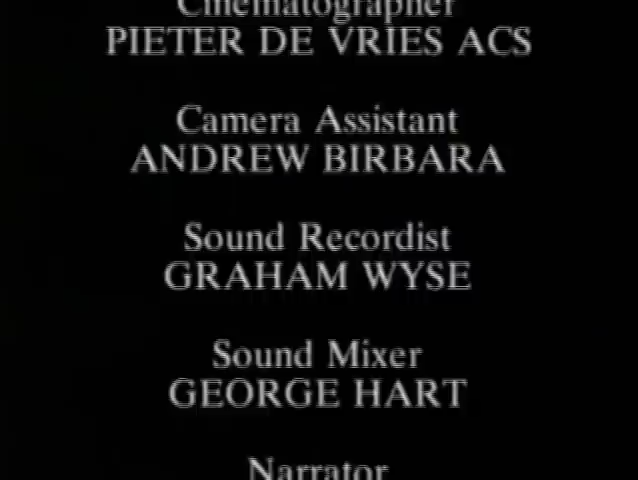 Cinematographer
PIETER DE VRIES ACS
Camera Assistant
ANDREW BIRBARA
Sound Recordist
GRAHAM WYSE
Sound Mixer
GEORGE HART
Narrator